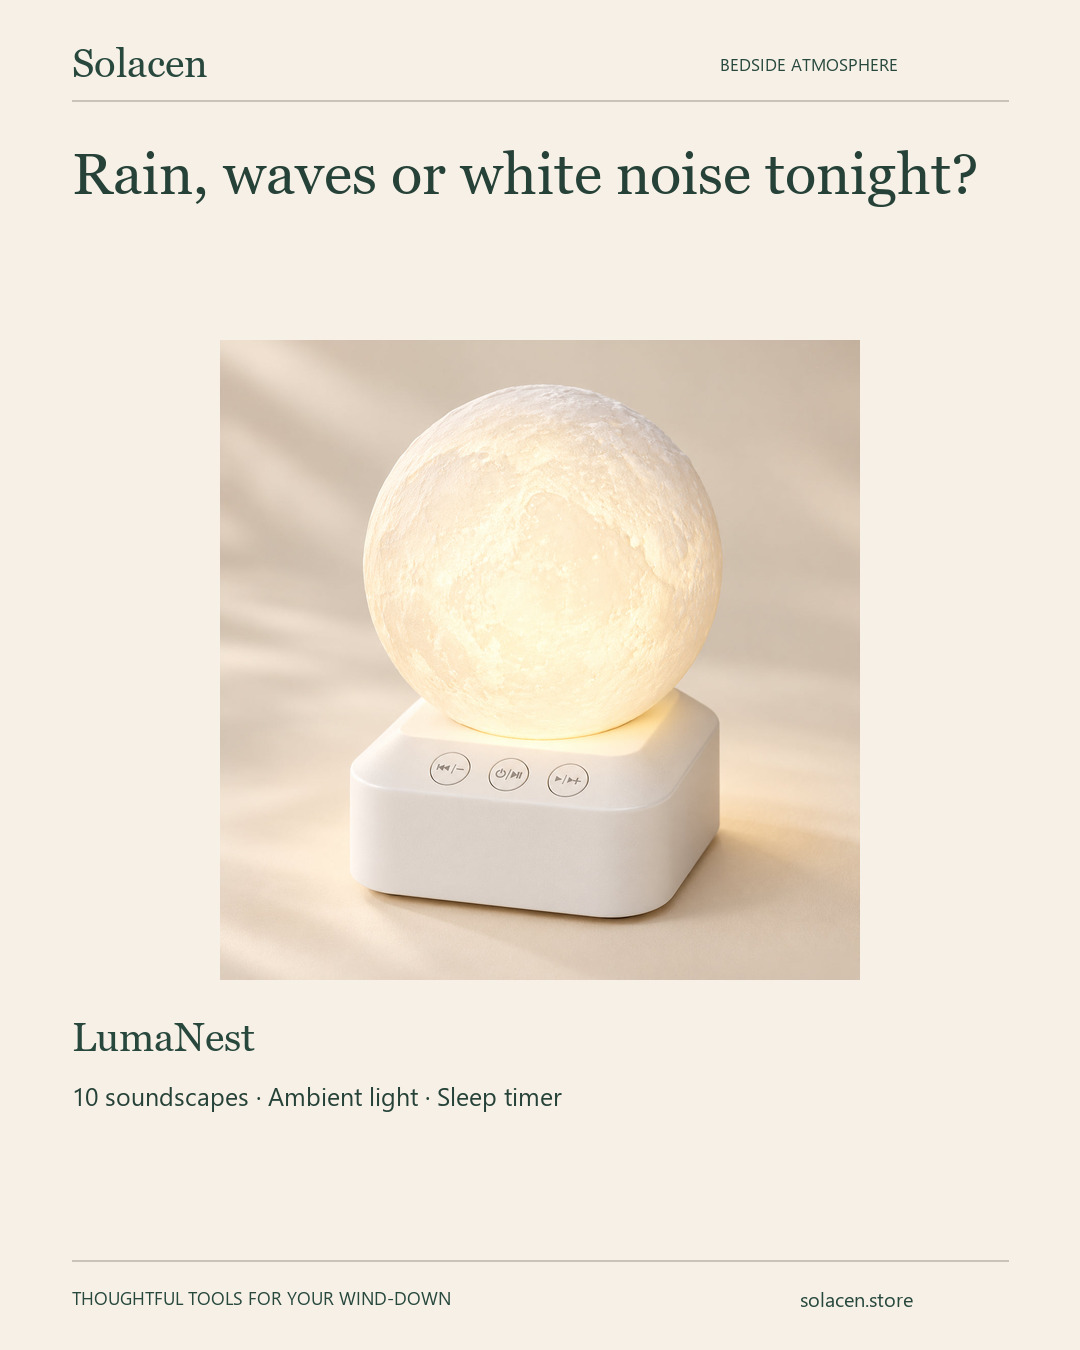 Solacen
BEDSIDE ATMOSPHERE
Rain, waves or white noise tonight?
LumaNest
10 soundscapes · Ambient light · Sleep timer
THOUGHTFUL TOOLS FOR YOUR WIND-DOWN
solacen.store